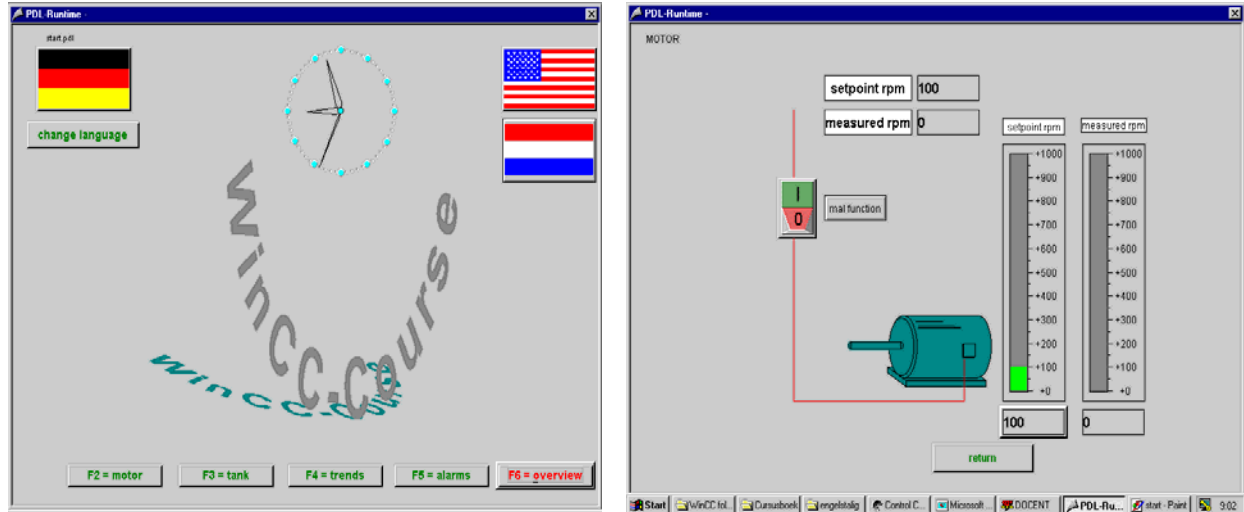 PDL-Runtime -
start.pdl
change language
WinCC-Course
WinCC-Course
F2 = motor
F3 = tank
F4 = trends
F5 = alarms
F6 = overview
PDL-Runtime -
MOTOR
setpoint rpm 100
measured rpm 0
I
0
mal function
setpoint rpm
measured rpm
+1000 +1000
+900 +900
+800 +800
+700 +700
+600 +600
+500 +500
+400 +400
+300 +300
+200 +200
+100 +100
+0 +0
100 0
return
Start WinCC tol... Cursusboek engelstalig Control C... Microsoft ... DOCENT PDL-Ru... start - Paint 9:02